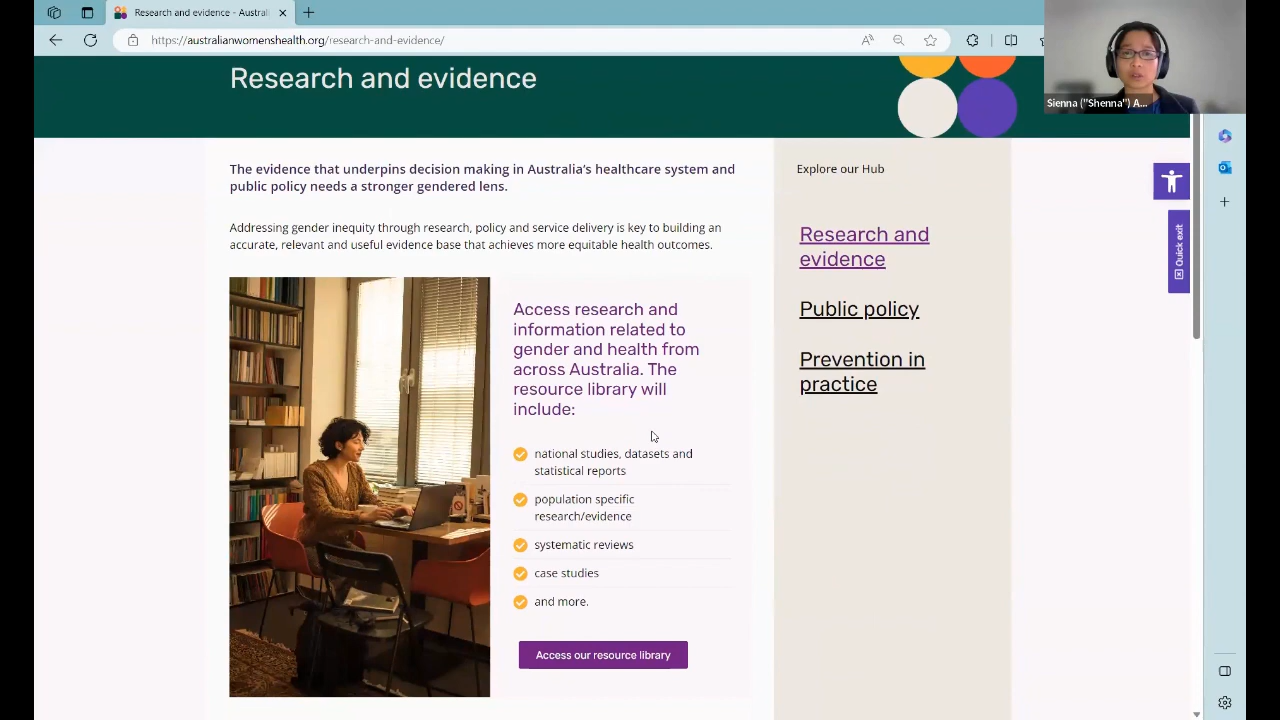 Research and evidence - Austral
https://australianwomenshealth.org/research-and-evidence/
Sienna ("Shenna") A...
Research and evidence
The evidence that underpins decision making in Australia's healthcare system and
public policy needs a stronger gendered lens.
Addressing gender inequity through research, policy and service delivery is key to building an
accurate, relevant and useful evidence base that achieves more equitable health outcomes.
Access research and
information related to
gender and health from
across Australia. The
resource library will
include:
national studies, datasets and
statistical reports
population specific
research/evidence
systematic reviews
case studies
and more.
Access our resource library
Explore our Hub
Research and
evidence
Public policy
Prevention in
practice
Quick exit